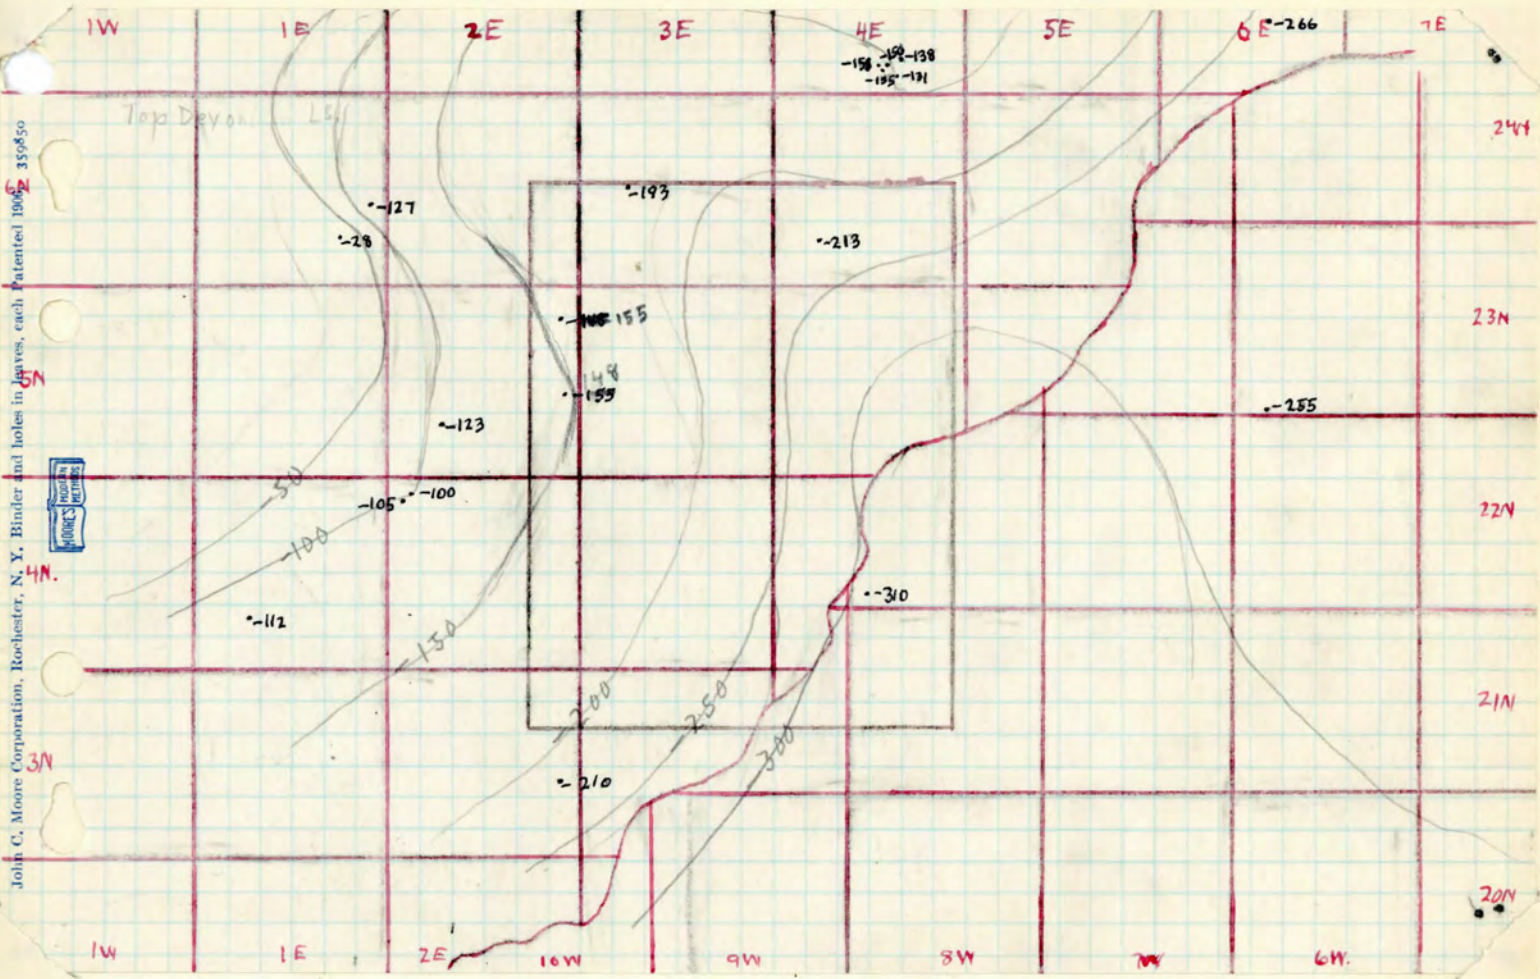 1W 1E 2E 3E 4E 5E 6E -266 7E
-150 -138
-135 -131
Top Devon. Ls.
24N
6N
-193
-127
-28 -213
23N
-155
5N
148
-155
-255
-123
-50
-105 -100
22N
-100
4N.
-310
-112
-150
-200 -250
21N
-300
3N
-210
20N
1W 1E 2E 10W 9W 8W 7W 6W.
John C. Moore Corporation, Rochester, N. Y. Binder and holes in leaves, each Patented 1906, 359850
MOORE'S MODERN METHODS